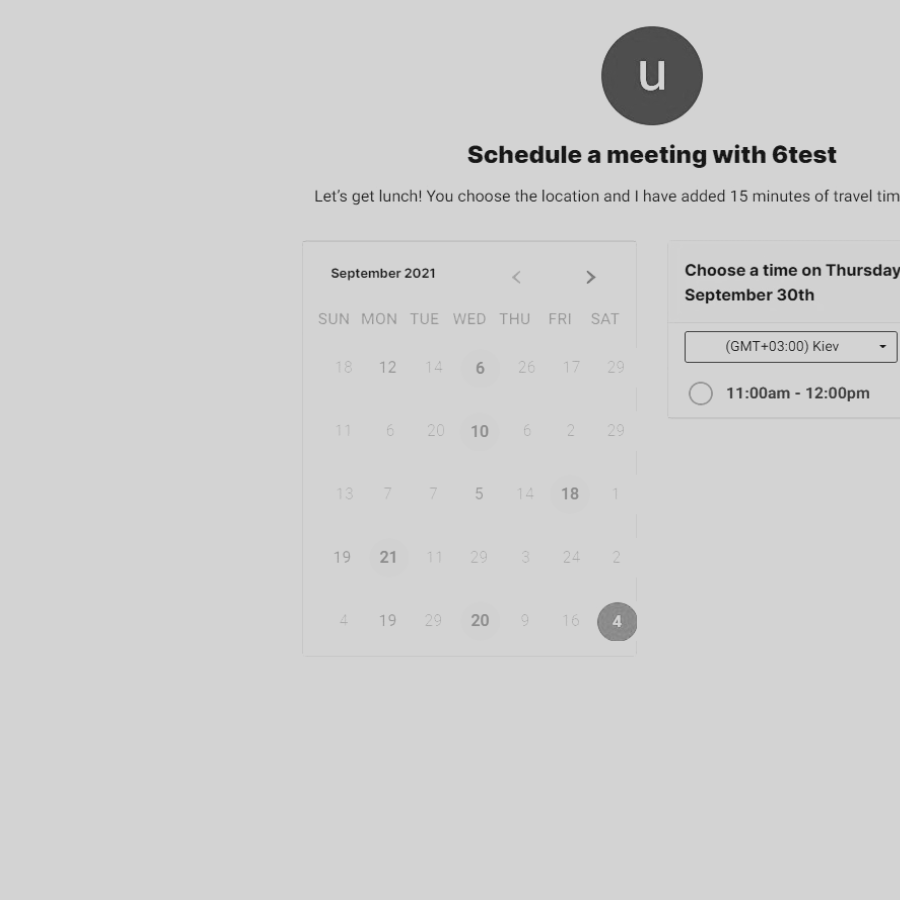 u
Schedule a meeting with 6test
Let's get lunch! You choose the location and I have added 15 minutes of travel tim
September 2021
SUN MON TUE WED THU FRI SAT
18 12 14 6 26 17 29
11 6 20 10 6 2 29
13 7 7 5 14 18 1
19 21 11 29 3 24 2
4 19 29 20 9 16 4
Choose a time on Thursday
September 30th
(GMT+03:00) Kiev
11:00am - 12:00pm